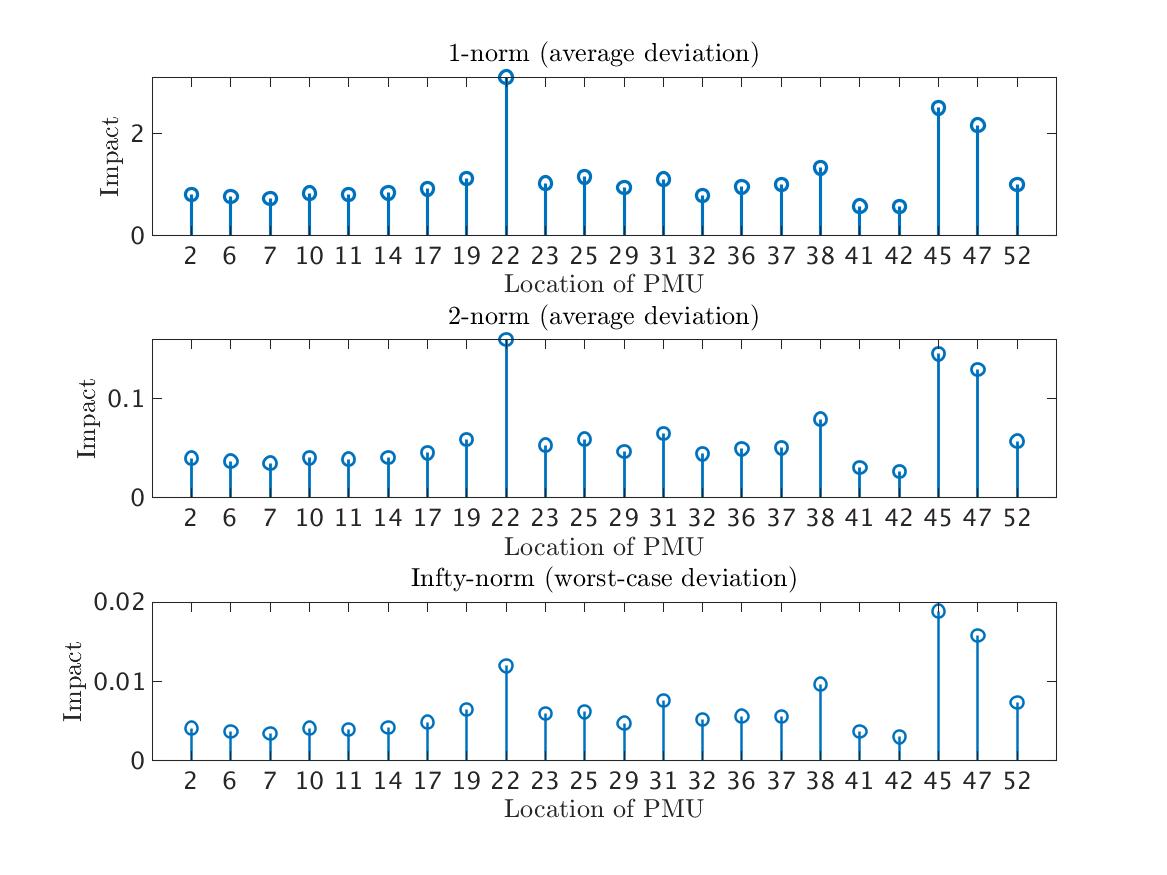 1-norm (average deviation)
Impact
2
0
2 6 7 10 11 14 17 19 22 23 25 29 31 32 36 37 38 41 42 45 47 52
Location of PMU
2-norm (average deviation)
Impact
0.1
0
2 6 7 10 11 14 17 19 22 23 25 29 31 32 36 37 38 41 42 45 47 52
Location of PMU
Infty-norm (worst-case deviation)
Impact
0.02
0.01
0
2 6 7 10 11 14 17 19 22 23 25 29 31 32 36 37 38 41 42 45 47 52
Location of PMU